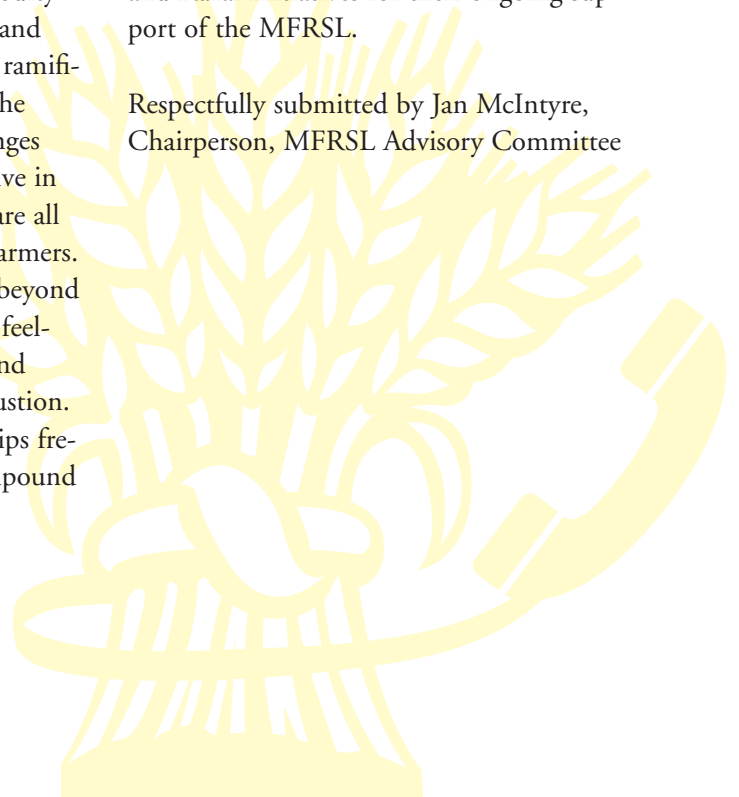 and
ramifi-
he
nges
ve in
are all
armers.
beyond
feel-
nd
ustion.
ips fre-
pound
port of the MFRSL.
Respectfully submitted by Jan McIntyre,
Chairperson, MFRSL Advisory Committee